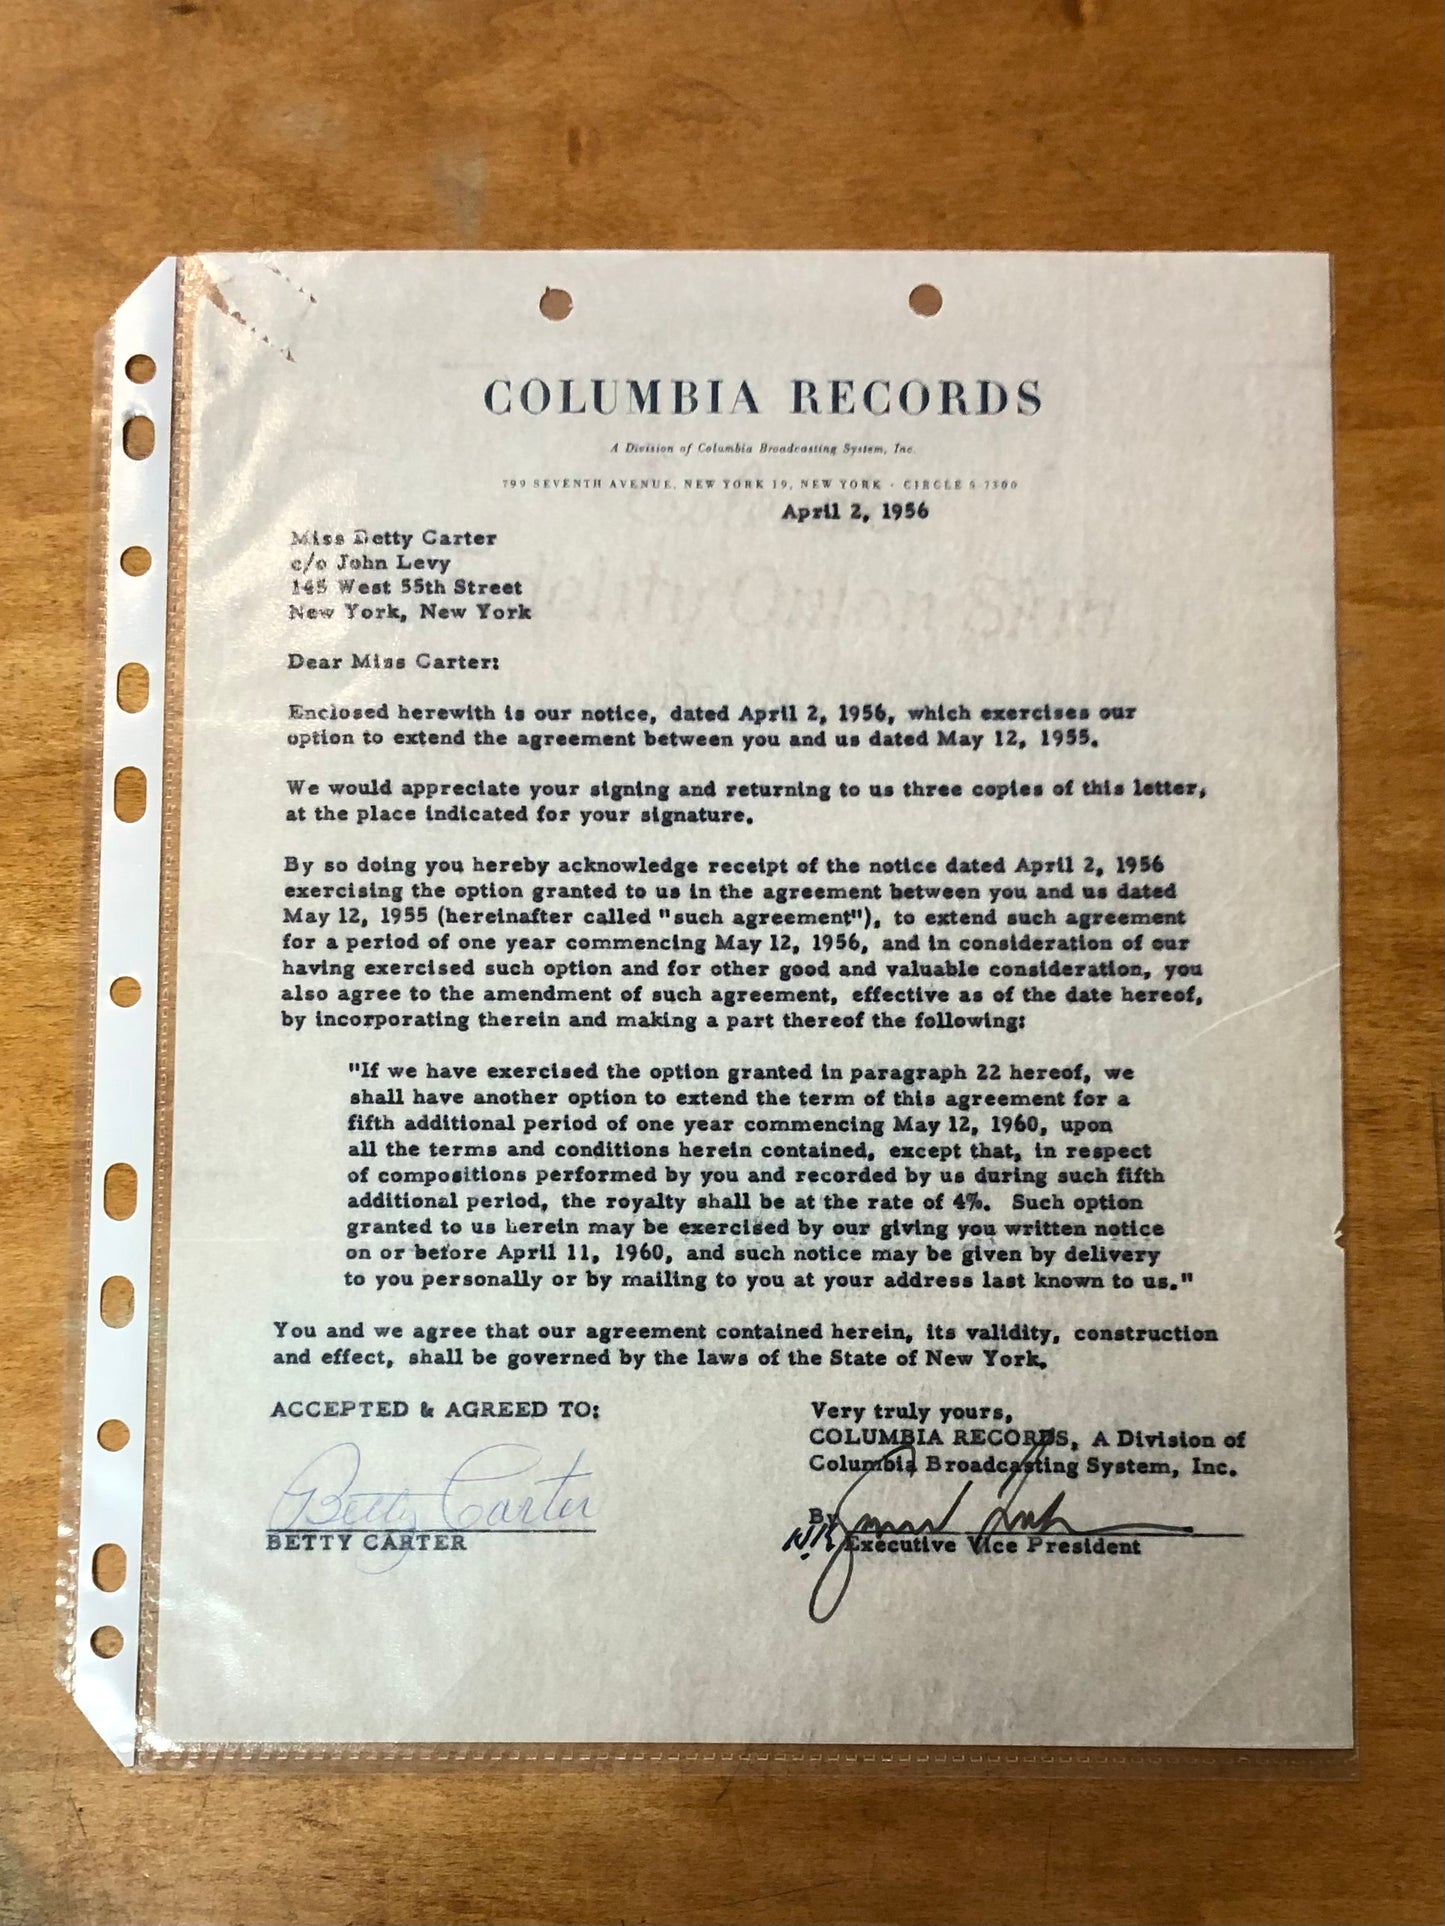 COLUMBIA RECORDS
A Division of Columbia Broadcasting System, Inc.
799 SEVENTH AVENUE, NEW YORK 19, NEW YORK · CIRCLE 5-7300
April 2, 1956
Miss Betty Carter
c/o John Levy
145 West 55th Street
New York, New York
Dear Miss Carter:
Enclosed herewith is our notice, dated April 2, 1956, which exercises our
option to extend the agreement between you and us dated May 12, 1955.
We would appreciate your signing and returning to us three copies of this letter,
at the place indicated for your signature.
By so doing you hereby acknowledge receipt of the notice dated April 2, 1956
exercising the option granted to us in the agreement between you and us dated
May 12, 1955 (hereinafter called "such agreement"), to extend such agreement
for a period of one year commencing May 12, 1956, and in consideration of our
having exercised such option and for other good and valuable consideration, you
also agree to the amendment of such agreement, effective as of the date hereof,
by incorporating therein and making a part thereof the following:
"If we have exercised the option granted in paragraph 22 hereof, we
shall have another option to extend the term of this agreement for a
fifth additional period of one year commencing May 12, 1960, upon
all the terms and conditions herein contained, except that, in respect
of compositions performed by you and recorded by us during such fifth
additional period, the royalty shall be at the rate of 4%. Such option
granted to us herein may be exercised by our giving you written notice
on or before April 11, 1960, and such notice may be given by delivery
to you personally or by mailing to you at your address last known to us."
You and we agree that our agreement contained herein, its validity, construction
and effect, shall be governed by the laws of the State of New York.
ACCEPTED & AGREED TO:
Very truly yours,
COLUMBIA RECORDS, A Division of
Columbia Broadcasting System, Inc.
Betty Carter
BETTY CARTER
By
Executive Vice President